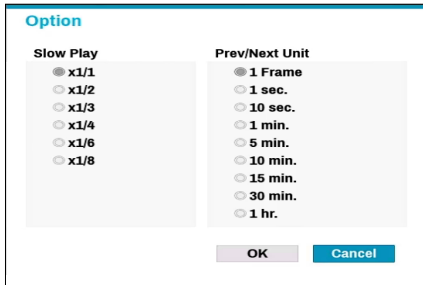 Option
Slow Play
x1/1
x1/2
x1/3
x1/4
x1/6
x1/8
Prev/Next Unit
1 Frame
1 sec.
10 sec.
1 min.
5 min.
10 min.
15 min.
30 min.
1 hr.
OK
Cancel